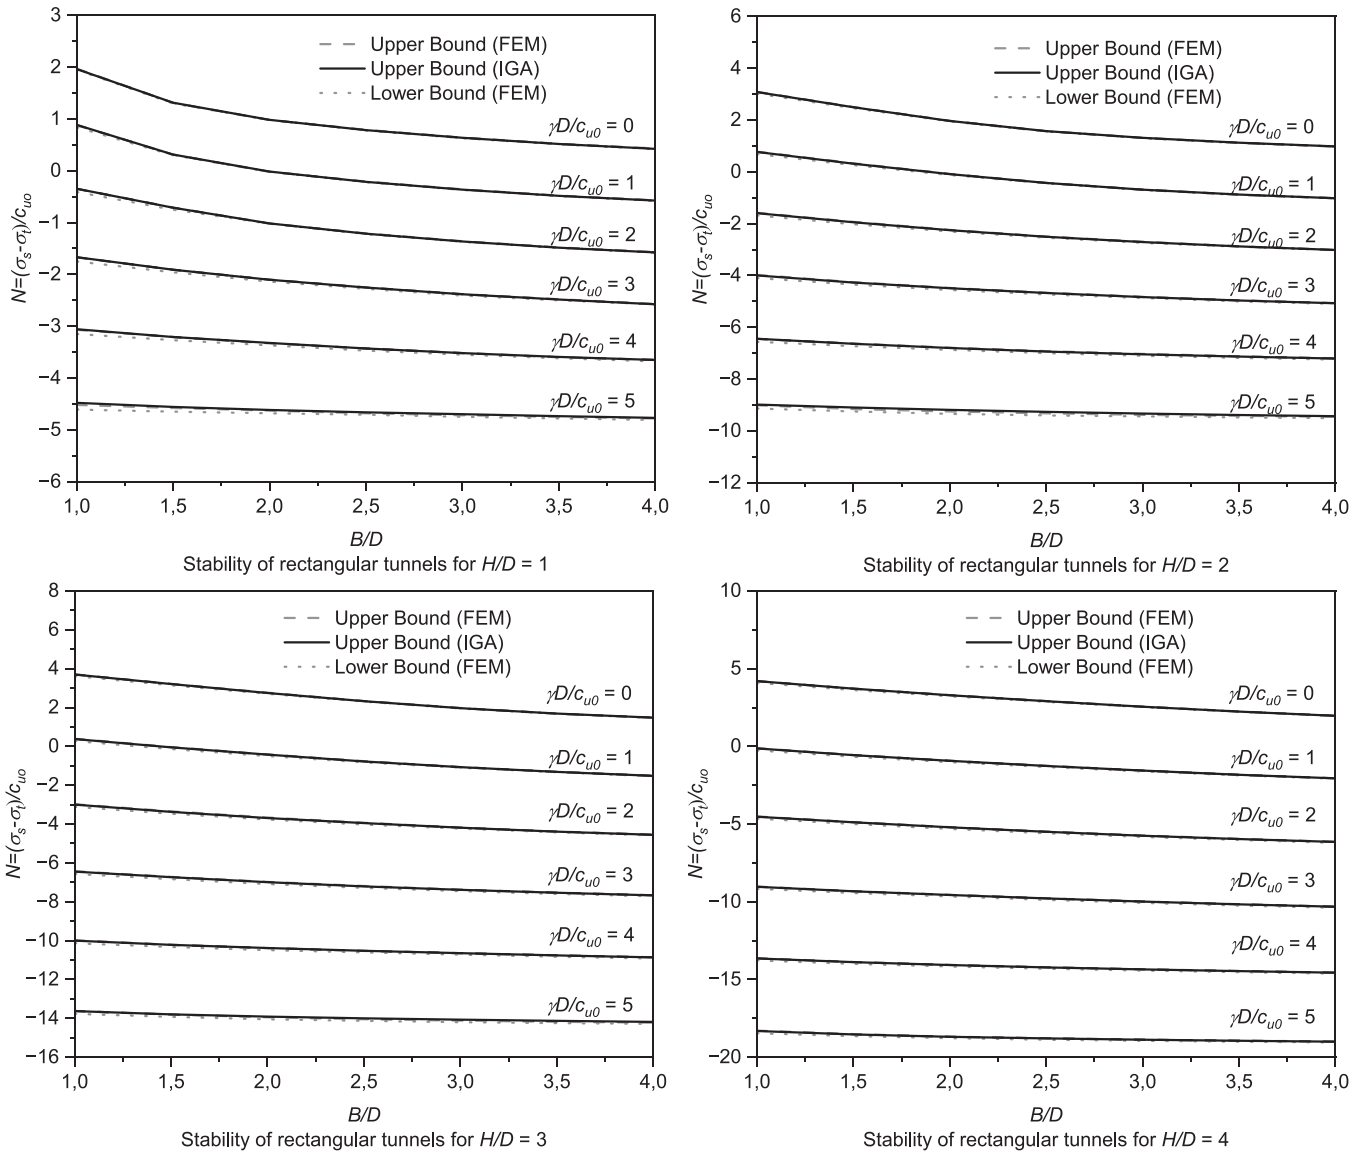 3
2
1
0
−1
−2
−3
−4
−5
−6
N=(σs-σt)/cuo
Upper Bound (FEM)
Upper Bound (IGA)
Lower Bound (FEM)
γD/cu0 = 0
γD/cu0 = 1
γD/cu0 = 2
γD/cu0 = 3
γD/cu0 = 4
γD/cu0 = 5
1,0 1,5 2,0 2,5 3,0 3,5 4,0
B/D
Stability of rectangular tunnels for H/D = 1
6
4
2
0
−2
−4
−6
−8
−10
−12
N=(σs-σt)/cuo
Upper Bound (FEM)
Upper Bound (IGA)
Lower Bound (FEM)
γD/cu0 = 0
γD/cu0 = 1
γD/cu0 = 2
γD/cu0 = 3
γD/cu0 = 4
γD/cu0 = 5
1,0 1,5 2,0 2,5 3,0 3,5 4,0
B/D
Stability of rectangular tunnels for H/D = 2
8
6
4
2
0
−2
−4
−6
−8
−10
−12
−14
−16
N=(σs-σt)/cuo
Upper Bound (FEM)
Upper Bound (IGA)
Lower Bound (FEM)
γD/cu0 = 0
γD/cu0 = 1
γD/cu0 = 2
γD/cu0 = 3
γD/cu0 = 4
γD/cu0 = 5
1,0 1,5 2,0 2,5 3,0 3,5 4,0
B/D
Stability of rectangular tunnels for H/D = 3
10
5
0
−5
−10
−15
−20
N=(σs-σt)/cuo
Upper Bound (FEM)
Upper Bound (IGA)
Lower Bound (FEM)
γD/cu0 = 0
γD/cu0 = 1
γD/cu0 = 2
γD/cu0 = 3
γD/cu0 = 4
γD/cu0 = 5
1,0 1,5 2,0 2,5 3,0 3,5 4,0
B/D
Stability of rectangular tunnels for H/D = 4